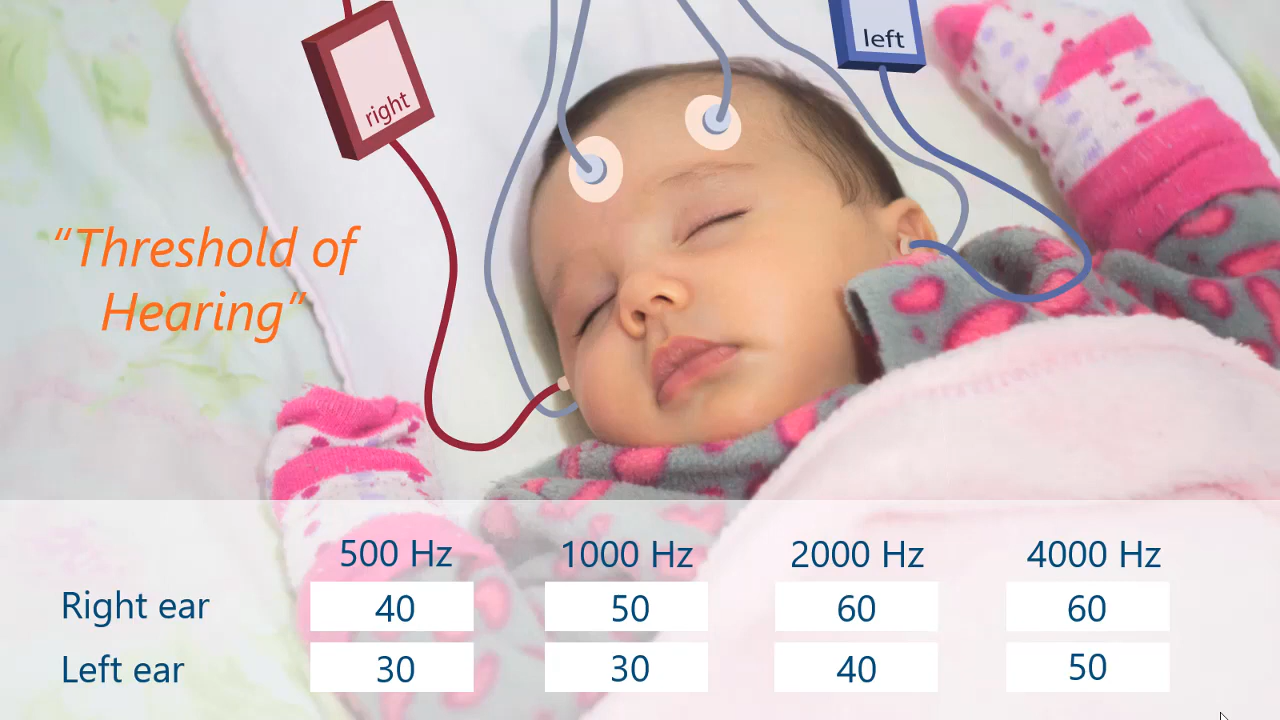 right
left
“Threshold of
Hearing”
500 Hz 1000 Hz 2000 Hz 4000 Hz
Right ear 40 50 60 60
Left ear 30 30 40 50